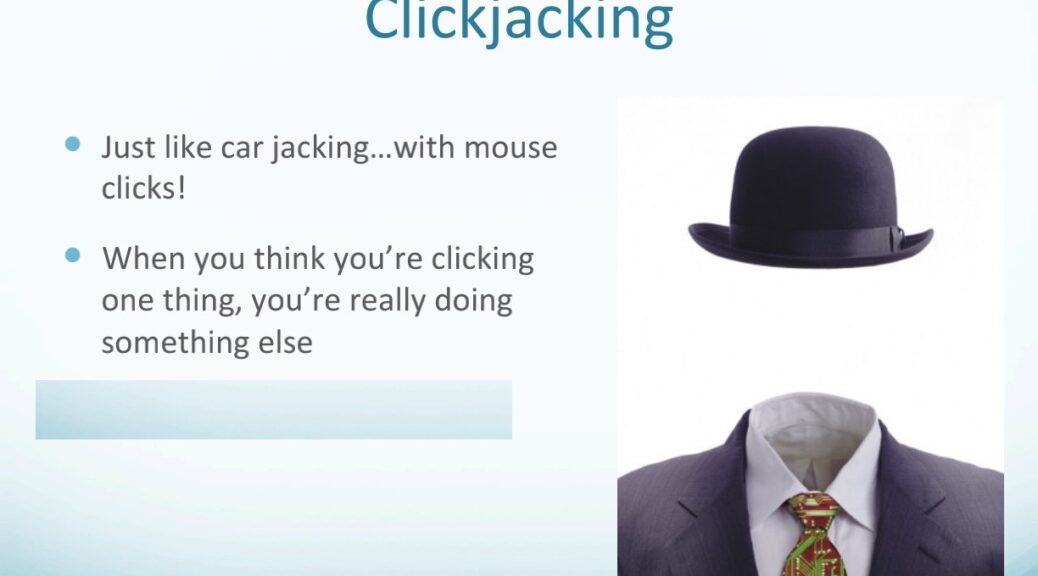 Clickjacking
Just like car jacking…with mouse
clicks!
When you think you’re clicking
one thing, you’re really doing
something else